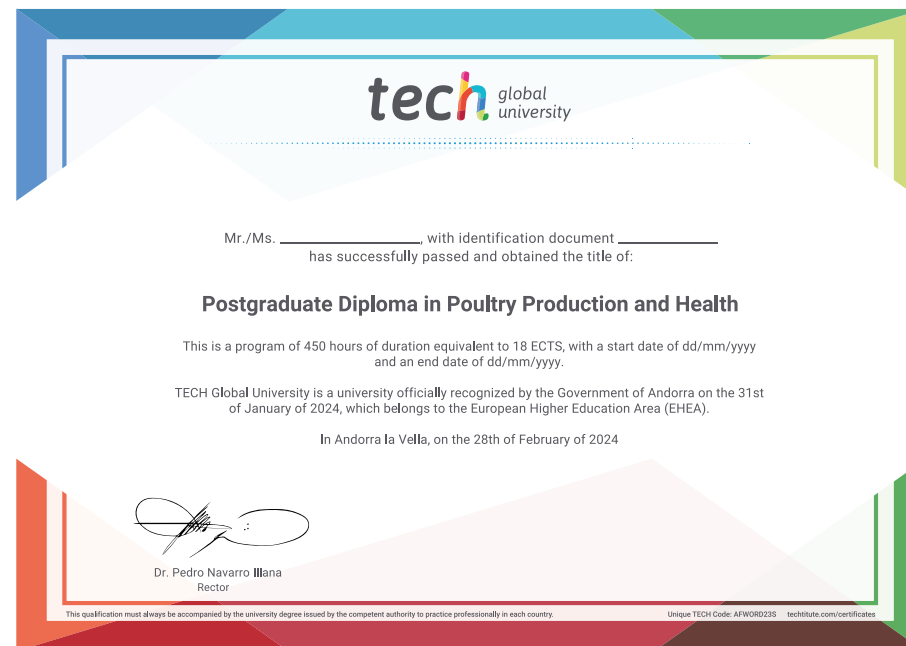 tech global university
Mr./Ms. ____________________, with identification document ______________
has successfully passed and obtained the title of:
Postgraduate Diploma in Poultry Production and Health
This is a program of 450 hours of duration equivalent to 18 ECTS, with a start date of dd/mm/yyyy
and an end date of dd/mm/yyyy.
TECH Global University is a university officially recognized by the Government of Andorra on the 31st
of January of 2024, which belongs to the European Higher Education Area (EHEA).
In Andorra la Vella, on the 28th of February of 2024
Dr. Pedro Navarro Illana
Rector
This qualification must always be accompanied by the university degree issued by the competent authority to practice professionally in each country.
Unique TECH Code: AFWORD23S techtitute.com/certificates